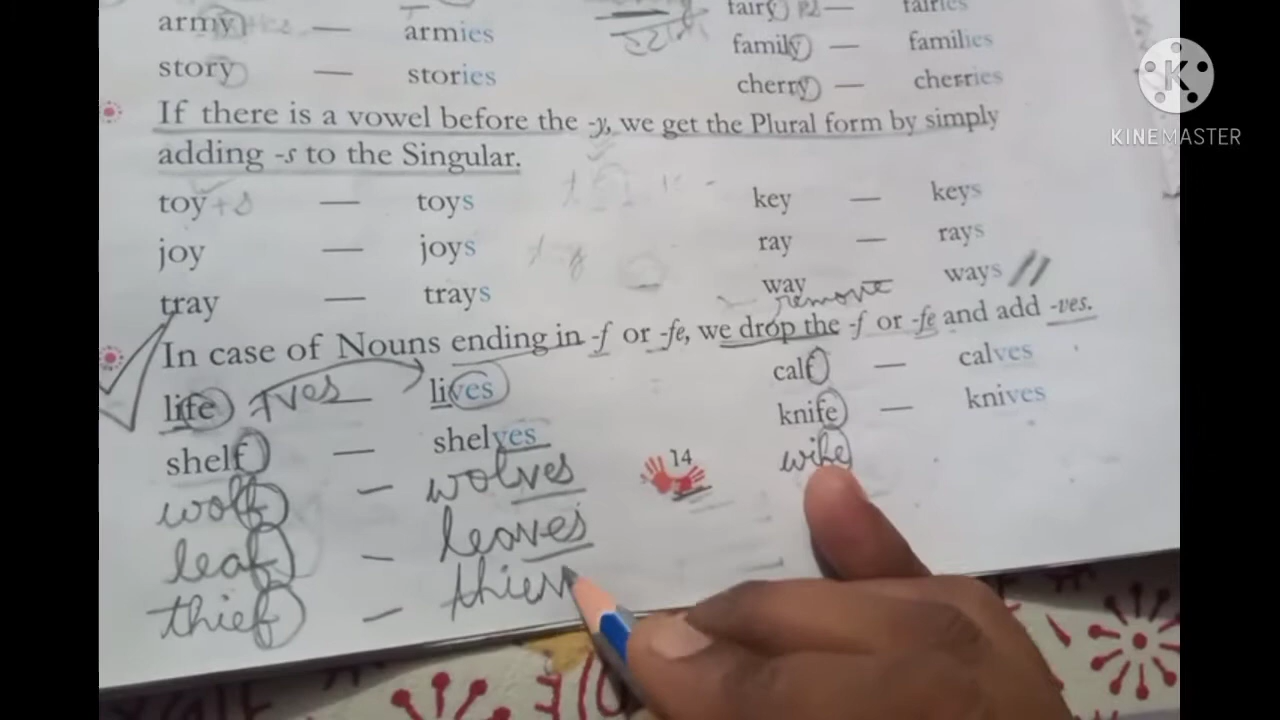 army — armies fairy — fairies
story — stories family — families
cherry — cherries
If there is a vowel before the -y, we get the Plural form by simply
adding -s to the Singular.
toy +s — toys key — keys
joy — joys ray — rays
tray — trays way ways
remove
In case of Nouns ending in -f or -fe, we drop the -f or -fe and add -ves.
life +ves — lives calf — calves
shelf — shelves knife — knives
wolf — wolves 14 wife
leaf — leaves
thief — thiev
KINEMASTER